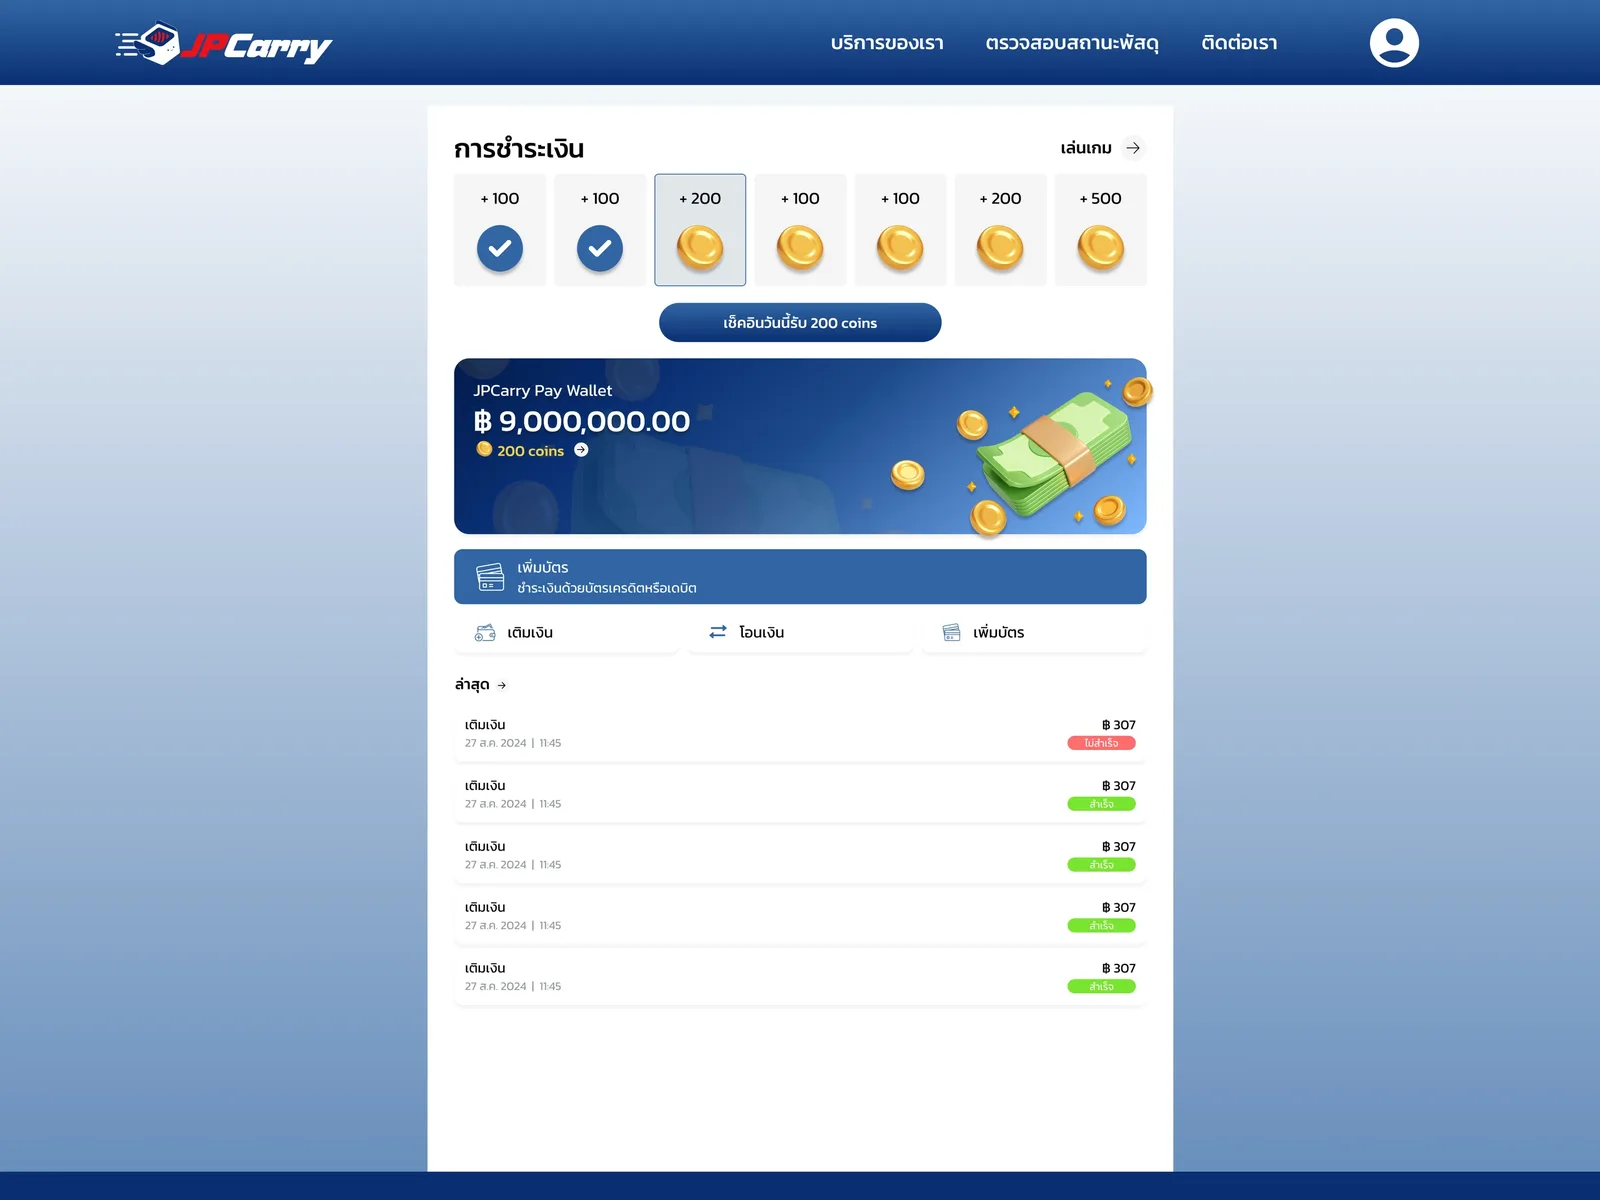 JPCarry
บริการของเรา
ตรวจสอบสถานะพัสดุ
ติดต่อเรา
การชำระเงิน
เล่นเกม
+ 100
+ 100
+ 200
+ 100
+ 100
+ 200
+ 500
เช็คอินวันนี้รับ 200 coins
JPCarry Pay Wallet
฿ 9,000,000.00
200 coins
เพิ่มบัตร
ชำระเงินด้วยบัตรเครดิตหรือเดบิต
เติมเงิน
โอนเงิน
เพิ่มบัตร
ล่าสุด
เติมเงิน
฿ 307
27 ส.ค. 2024 | 11:45
ไม่สำเร็จ
เติมเงิน
฿ 307
27 ส.ค. 2024 | 11:45
สำเร็จ
เติมเงิน
฿ 307
27 ส.ค. 2024 | 11:45
สำเร็จ
เติมเงิน
฿ 307
27 ส.ค. 2024 | 11:45
สำเร็จ
เติมเงิน
฿ 307
27 ส.ค. 2024 | 11:45
สำเร็จ